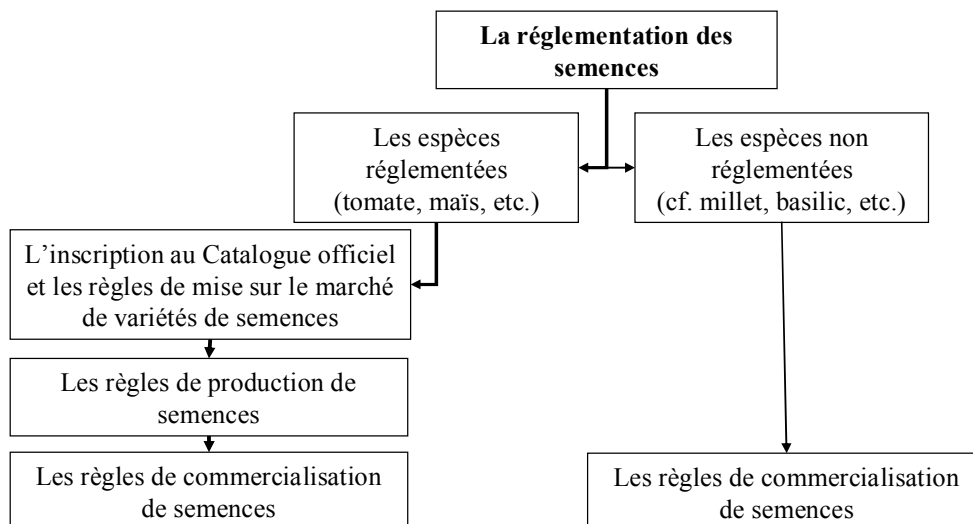 La réglementation des
semences
Les espèces
réglementées
(tomate, maïs, etc.)
Les espèces non
réglementées
(cf. millet, basilic, etc.)
L’inscription au Catalogue officiel
et les règles de mise sur le marché
de variétés de semences
Les règles de production de
semences
Les règles de commercialisation
de semences
Les règles de commercialisation
de semences